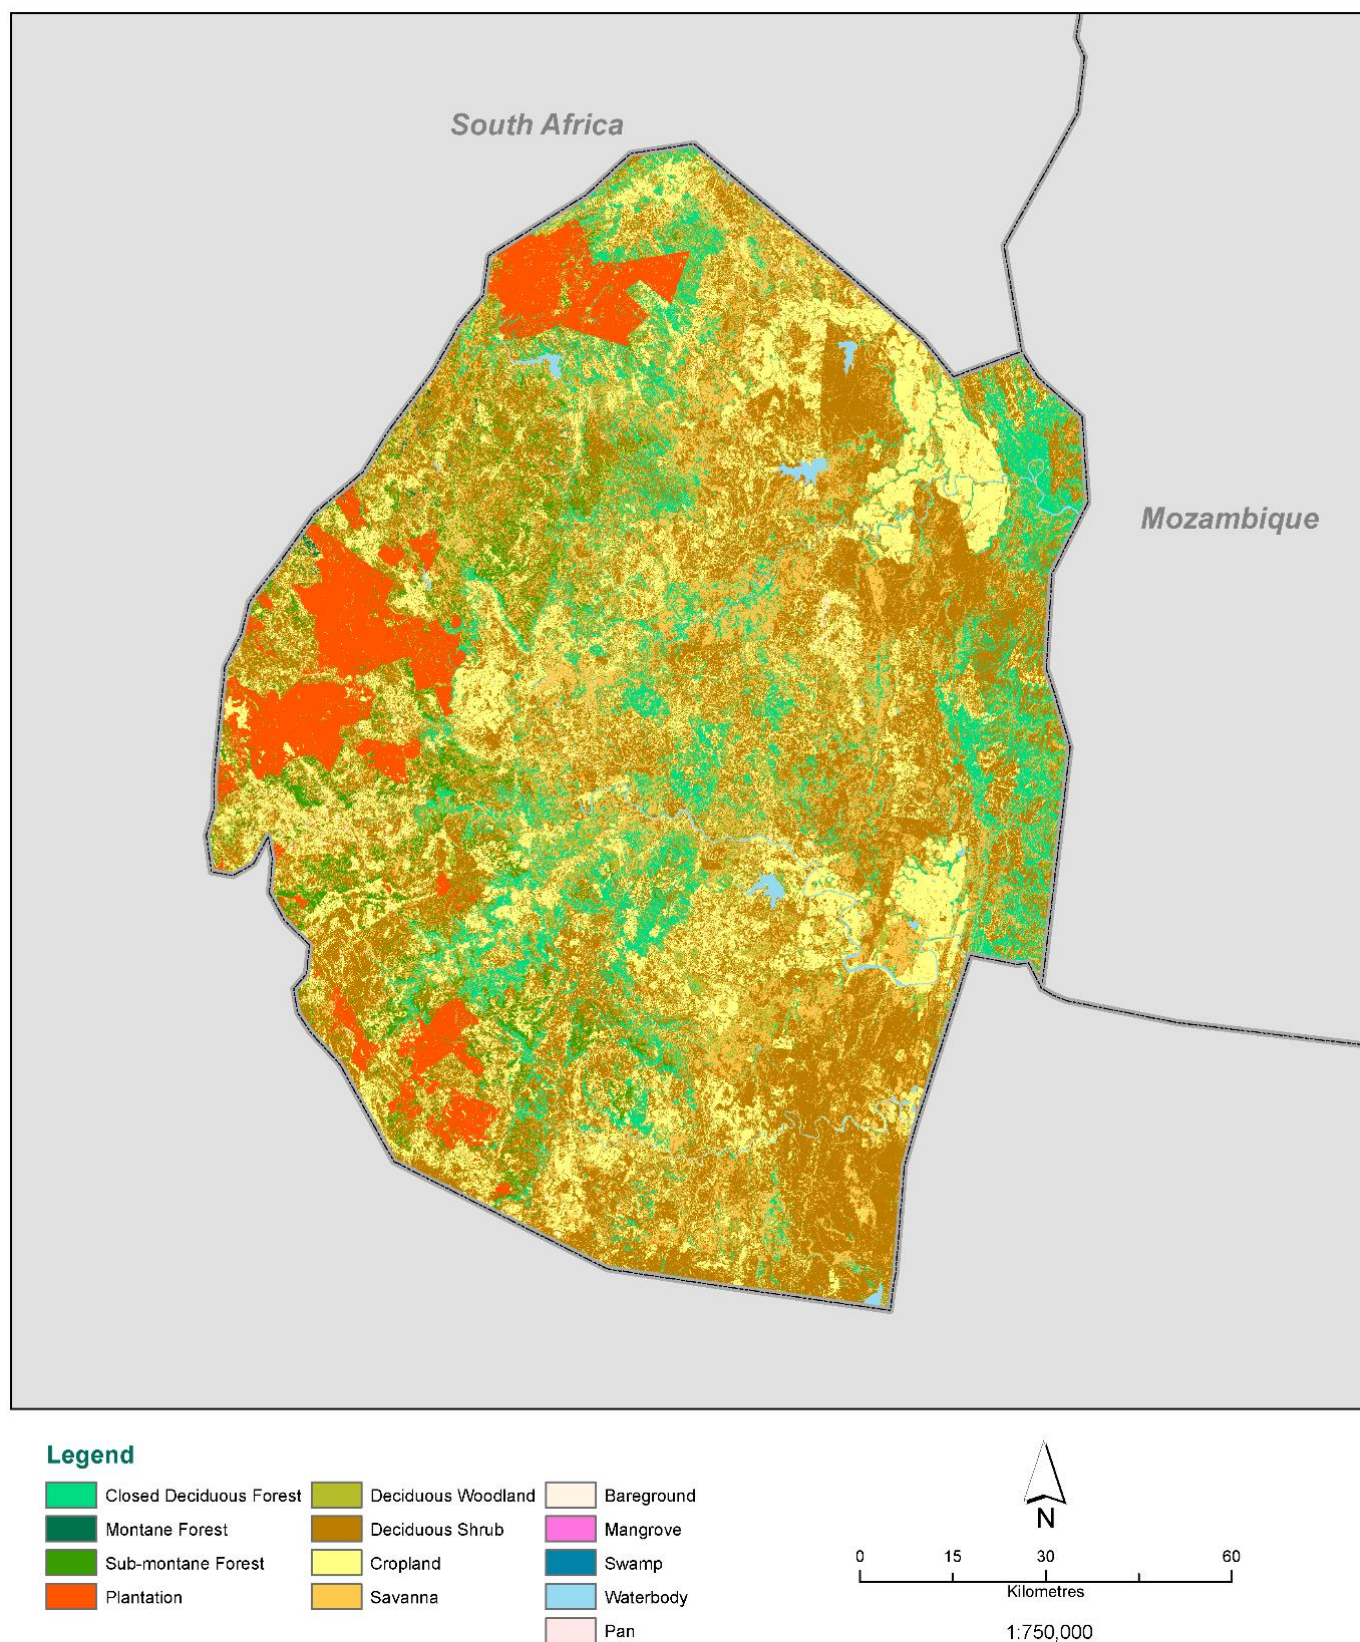 South Africa
Mozambique
Legend
Closed Deciduous Forest
Montane Forest
Sub-montane Forest
Plantation
Deciduous Woodland
Deciduous Shrub
Cropland
Savanna
Bareground
Mangrove
Swamp
Waterbody
Pan
N
0 15 30 60
Kilometres
1:750,000